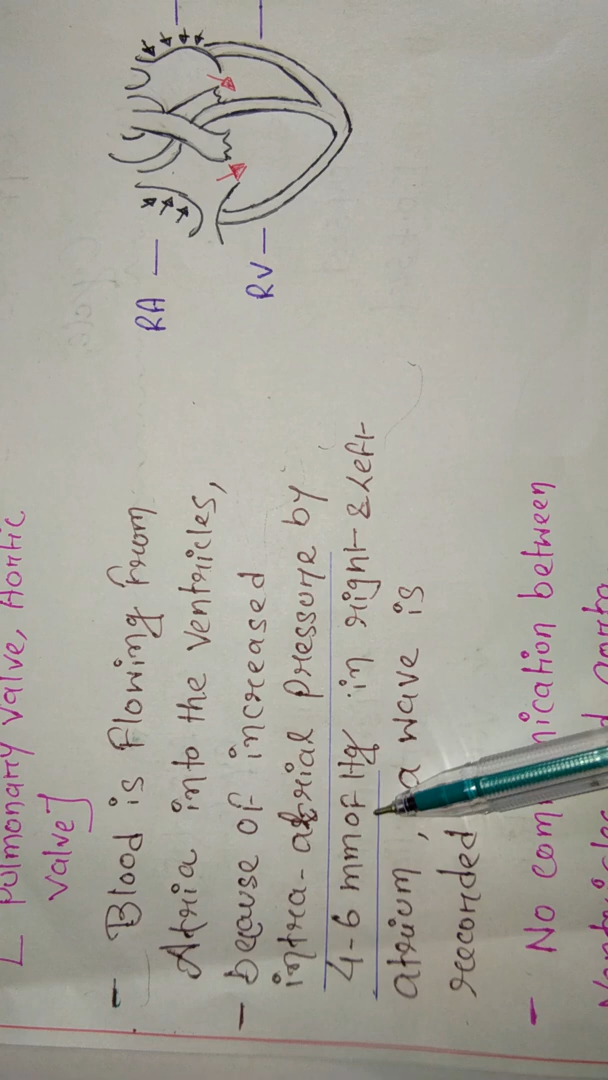 [ Pulmonary valve, Aortic
valve]
- Blood is flowing from
Atria into the ventricles,
- because of increased
intra-atrial pressure by
4-6 mm of Hg in right & left
atrium, a wave is
recorded
- No com nication between
RA
RV